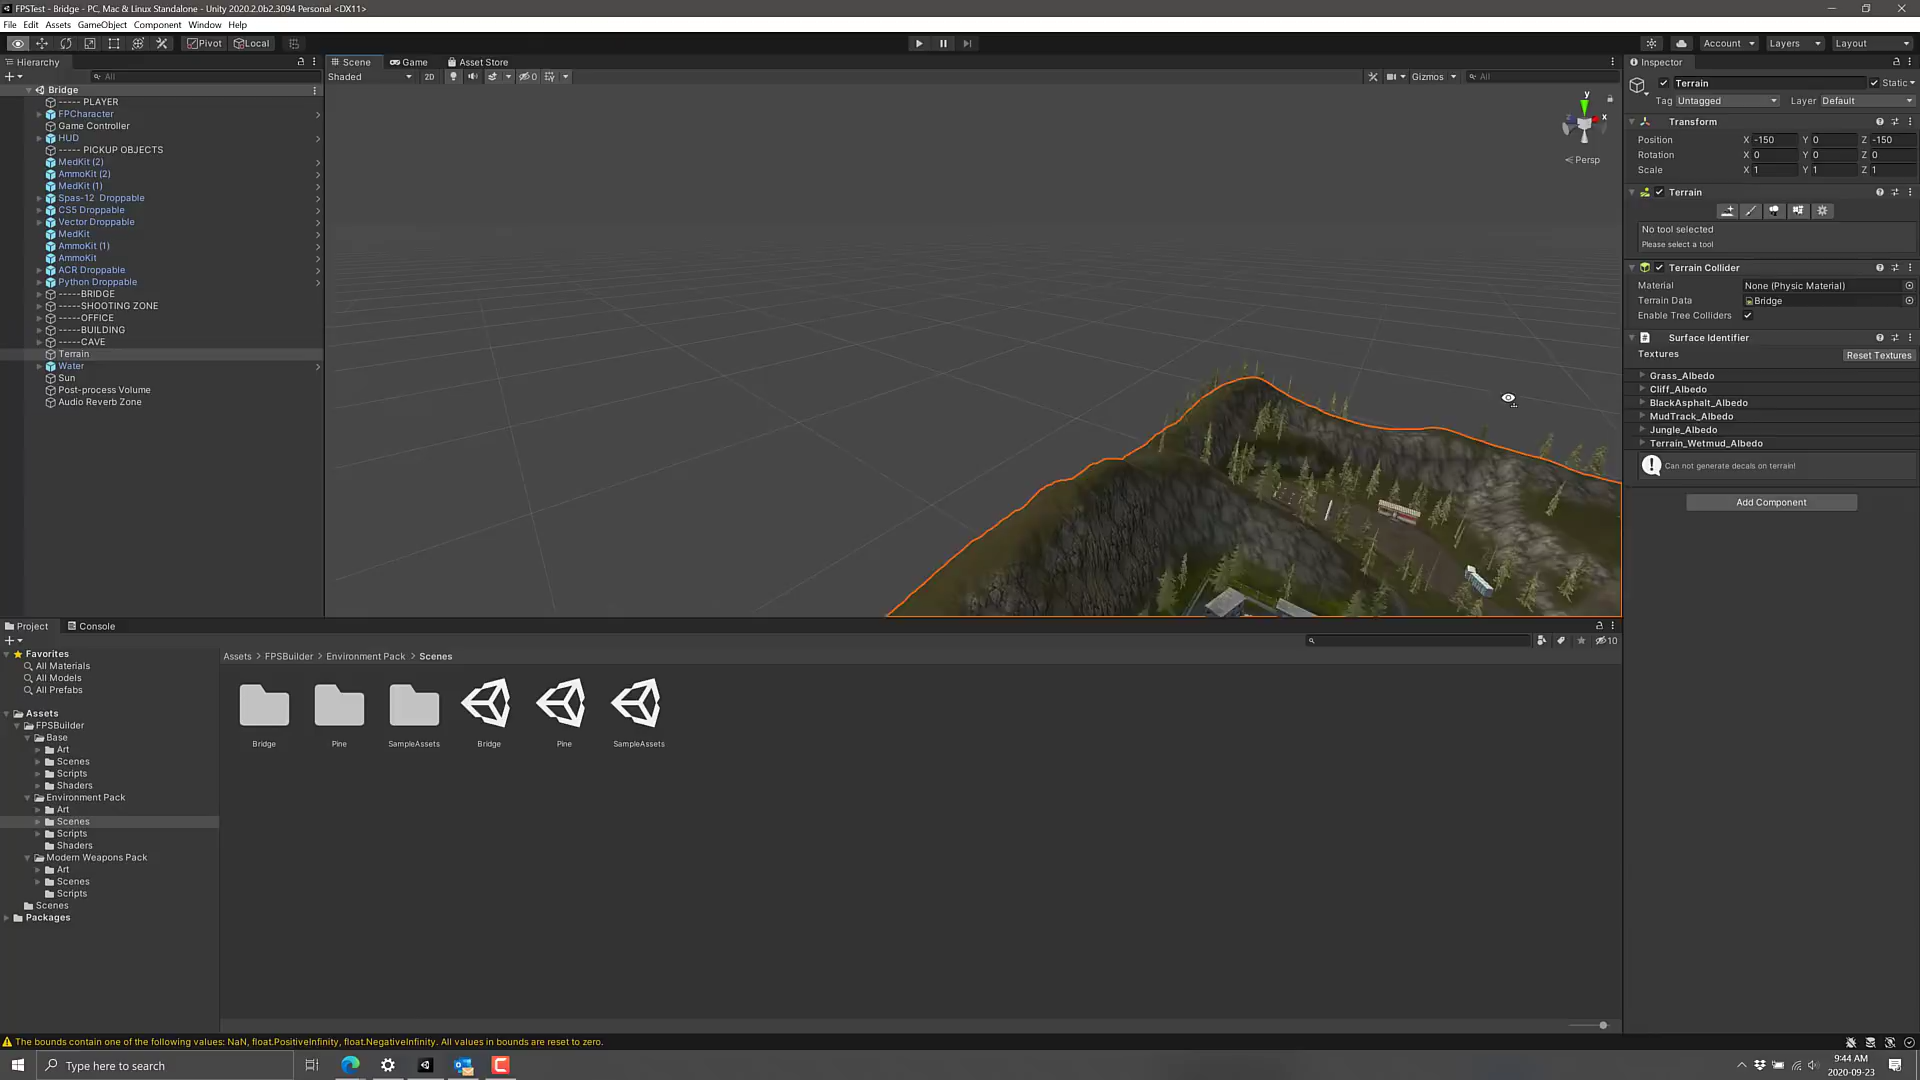 FPSTest - Bridge - PC, Mac & Linux Standalone - Unity 2020.2.0b2.3094 Personal <DX11>
File Edit Assets GameObject Component Window Help
Pivot Local Account Layers Layout
Hierarchy
All
Bridge
----- PLAYER
FPCharacter
Game Controller
HUD
----- PICKUP OBJECTS
MedKit (2)
AmmoKit (2)
MedKit (1)
Spas-12 Droppable
CS5 Droppable
Vector Droppable
MedKit
AmmoKit (1)
AmmoKit
ACR Droppable
Python Droppable
-----BRIDGE
-----SHOOTING ZONE
-----OFFICE
-----BUILDING
-----CAVE
Terrain
Water
Sun
Post-process Volume
Audio Reverb Zone
Scene Game Asset Store
Shaded 2D 0 Gizmos All
y
x
z
Persp
Inspector
Terrain Static
Tag Untagged Layer Default
Transform
Position X -150 Y 0 Z -150
Rotation X 0 Y 0 Z 0
Scale X 1 Y 1 Z 1
Terrain
No tool selected
Please select a tool
Terrain Collider
Material None (Physic Material)
Terrain Data Bridge
Enable Tree Colliders
Surface Identifier
Textures Reset Textures
Grass_Albedo
Cliff_Albedo
BlackAsphalt_Albedo
MudTrack_Albedo
Jungle_Albedo
Terrain_Wetmud_Albedo
Can not generate decals on terrain!
Add Component
Project Console
10
Favorites
All Materials
All Models
All Prefabs
Assets
FPSBuilder
Base
Art
Scenes
Scripts
Shaders
Environment Pack
Art
Scenes
Scripts
Shaders
Modern Weapons Pack
Art
Scenes
Scripts
Scenes
Packages
Assets > FPSBuilder > Environment Pack > Scenes
Bridge Pine SampleAssets Bridge Pine SampleAssets
The bounds contain one of the following values: NaN, float.PositiveInfinity, float.NegativeInfinity. All values in bounds are reset to zero.
Type here to search
9:44 AM
2020-09-23